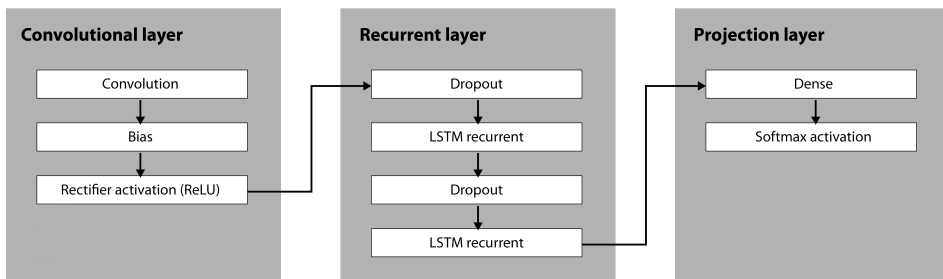 Convolutional layer
Convolution
Bias
Rectifier activation (ReLU)
Recurrent layer
Dropout
LSTM recurrent
Dropout
LSTM recurrent
Projection layer
Dense
Softmax activation